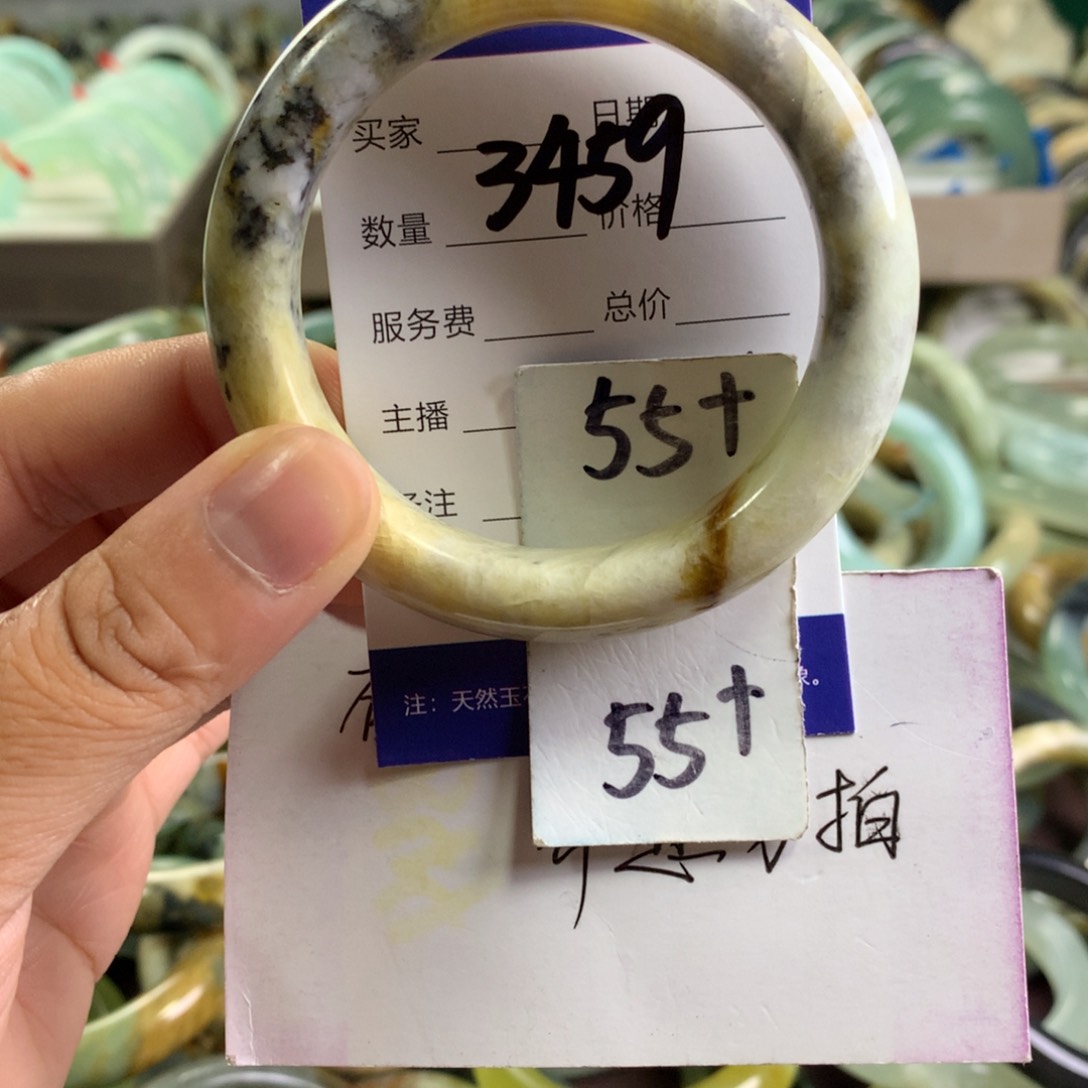 买家 日期
3459
数量 价格
服务费 总价
主播
55+
注
注：天然玉
55+
拍